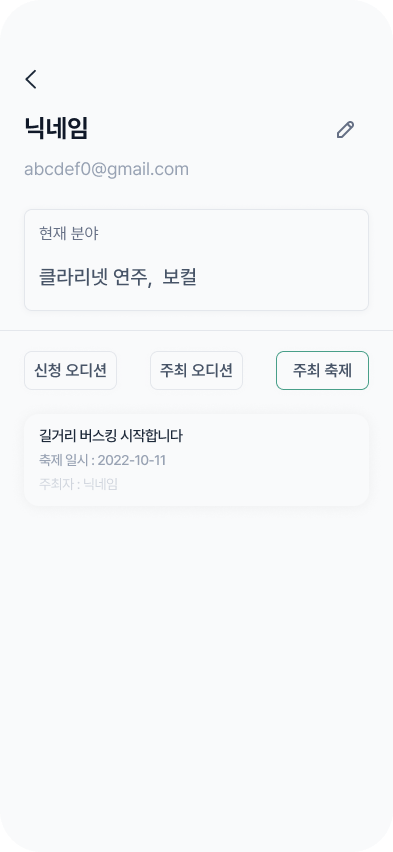 닉네임
abcdef0@gmail.com
현재 분야
클라리넷 연주,  보컬
신청 오디션 주최 오디션 주최 축제
길거리 버스킹 시작합니다
축제 일시 : 2022-10-11
주최자 : 닉네임